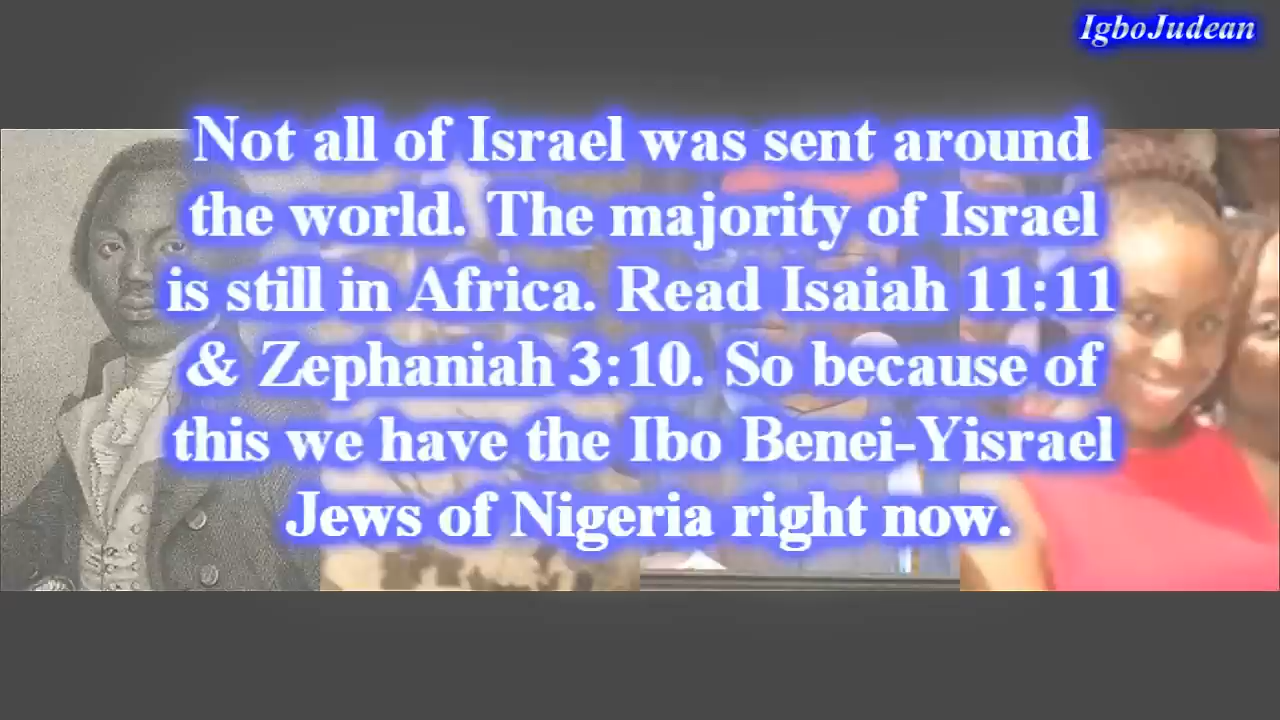 IgboJudean
Not all of Israel was sent around
the world. The majority of Israel
is still in Africa. Read Isaiah 11:11
& Zephaniah 3:10. So because of
this we have the Ibo Benei-Yisrael
Jews of Nigeria right now.